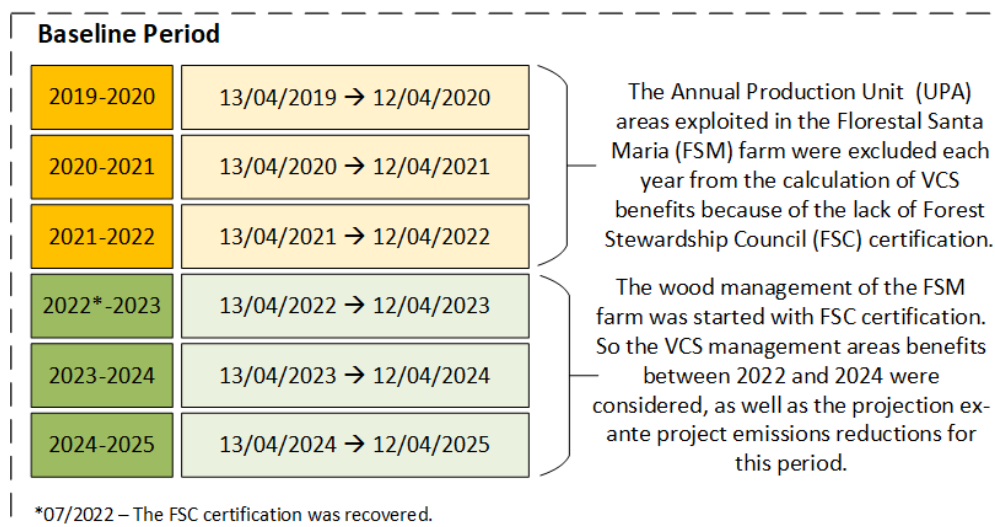 Baseline Period
2019-2020 13/04/2019 → 12/04/2020
2020-2021 13/04/2020 → 12/04/2021
2021-2022 13/04/2021 → 12/04/2022
The Annual Production Unit (UPA)
areas exploited in the Florestal Santa
Maria (FSM) farm were excluded each
year from the calculation of VCS
benefits because of the lack of Forest
Stewardship Council (FSC) certification.
2022*-2023 13/04/2022 → 12/04/2023
2023-2024 13/04/2023 → 12/04/2024
2024-2025 13/04/2024 → 12/04/2025
The wood management of the FSM
farm was started with FSC certification.
So the VCS management areas benefits
between 2022 and 2024 were
considered, as well as the projection ex-
ante project emissions reductions for
this period.
*07/2022 – The FSC certification was recovered.